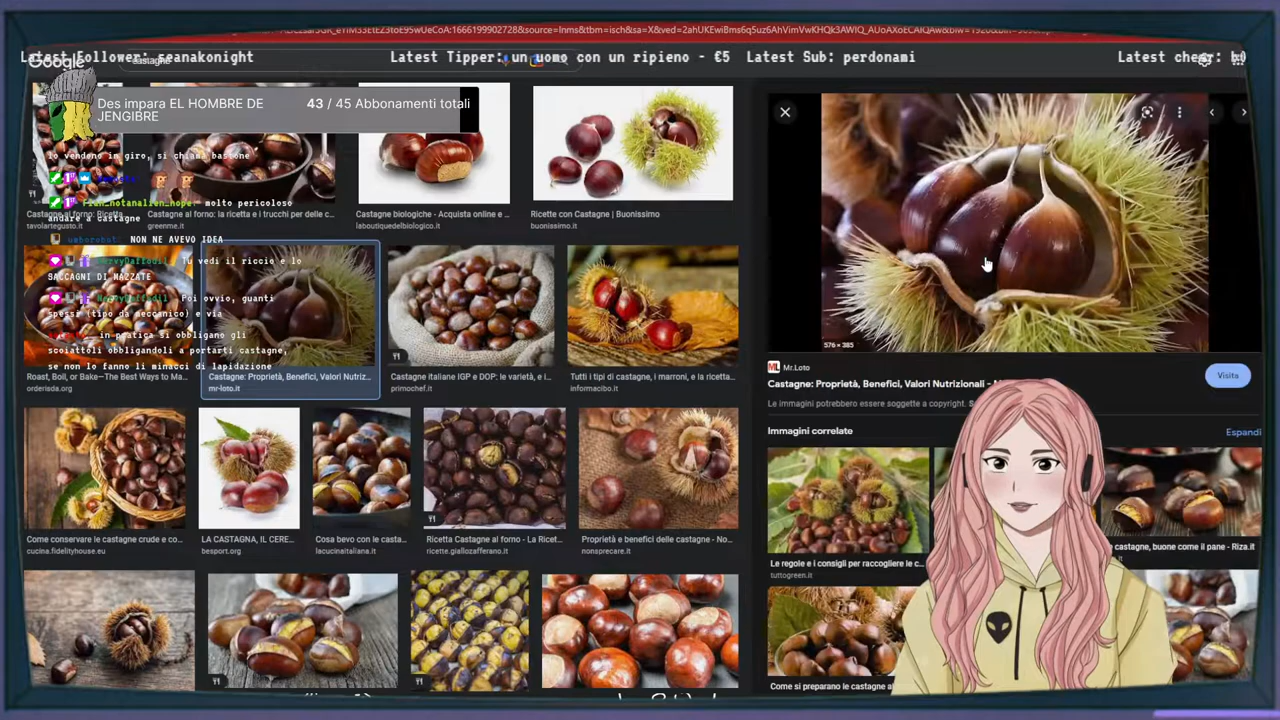 Latest Follower: seanakonight
Latest Tipper: un uomo con un ripieno - €5
Latest Sub: perdonami
Latest cheer:
Google
castagne
Des impara EL HOMBRE DE
JENGIBRE
43 / 45 Abbonamenti totali
lo vendono in giro, si chiama bastone
molto pericoloso
andare a castagne
NON NE AVEVO IDEA
NervyDaffodil: Tu vedi il riccio e lo
SACCAGNI DI MAZZATE
NervyDaffodil: Poi ovvio, guanti
spessi (tipo da meccanico) e via
in pratica si obbligano gli
scoiattoli obbligandoli a portarti castagne,
se non lo fanno li minacci di lapidazione
Castagne al forno: Ricetta
tavolartegusto.it
Castagne al forno: la ricetta e i trucchi per delle c...
greenme.it
Castagne biologiche - Acquista online e ...
laboutiquedelbiologico.it
Ricette con Castagne | Buonissimo
buonissimo.it
Roast, Boil, or Bake—The Best Ways to Ma...
ordersida.org
Castagne: Proprietà, Benefici, Valori Nutriz...
mr-loto.it
Castagne italiane IGP e DOP: le varietà, e i...
primochef.it
Tutti i tipi di castagne, i marroni, e la ricetta...
informacibo.it
Come conservare le castagne crude e co...
cucina.fidelityhouse.eu
LA CASTAGNA, IL CERE...
besport.org
Cosa bevo con le casta...
lacucinaitaliana.it
Ricetta Castagne al forno - La Ricet...
ricette.giallozafferano.it
Proprietà e benefici delle castagne - No...
nonsprecare.it
576 × 385
ML Mr.Loto
Castagne: Proprietà, Benefici, Valori Nutrizionali -
Visita
Le immagini potrebbero essere soggette a copyright.
Immagini correlate
Espandi
Le regole e i consigli per raccogliere le c...
tuttogreen.it
castagne, buone come il pane - Riza.it
Come si preparano le castagne